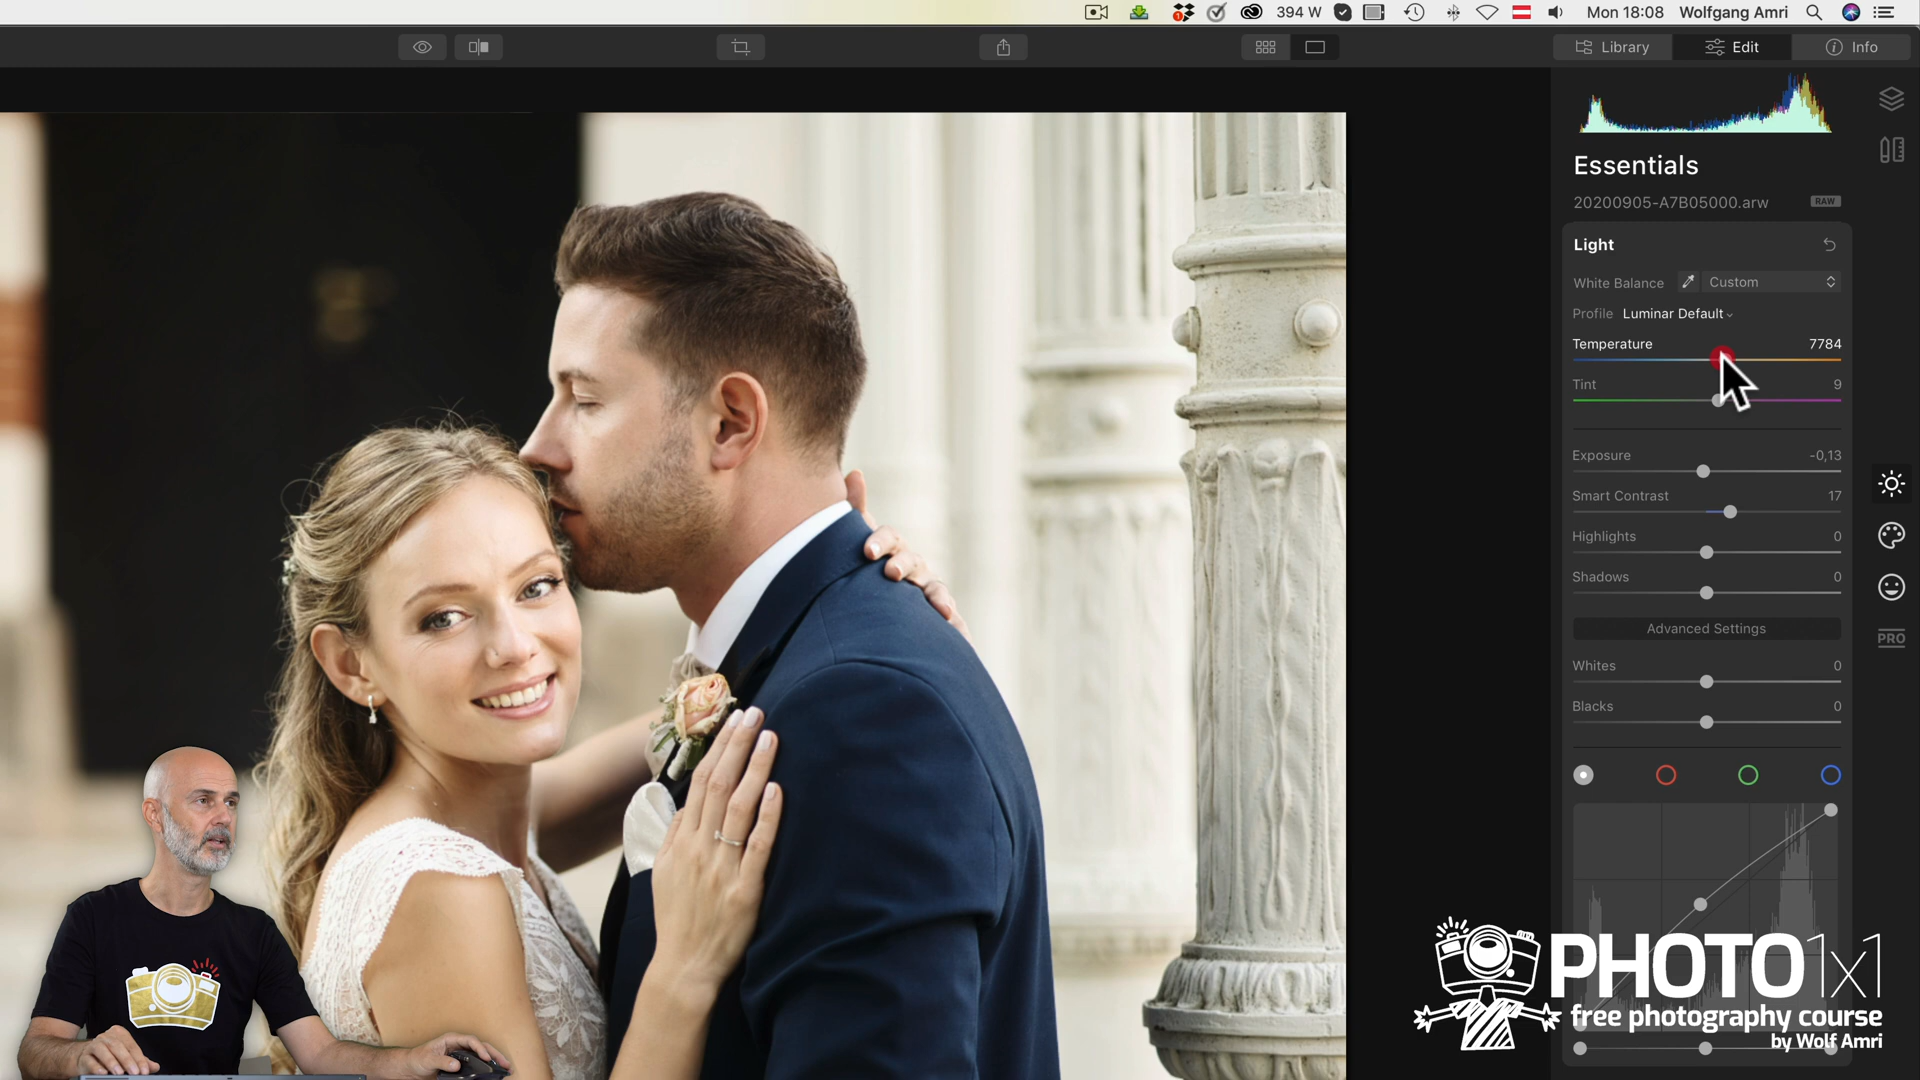 394 W
Mon 18:08 Wolfgang Amri
Library
Edit
Info
Essentials
20200905-A7B05000.arw RAW
Light
White Balance Custom
Profile Luminar Default
Temperature 7784
Tint 9
Exposure -0,13
Smart Contrast 17
Highlights 0
Shadows 0
PRO
Advanced Settings
Whites 0
Blacks 0
PHOTO1x1
free photography course
by Wolf Amri